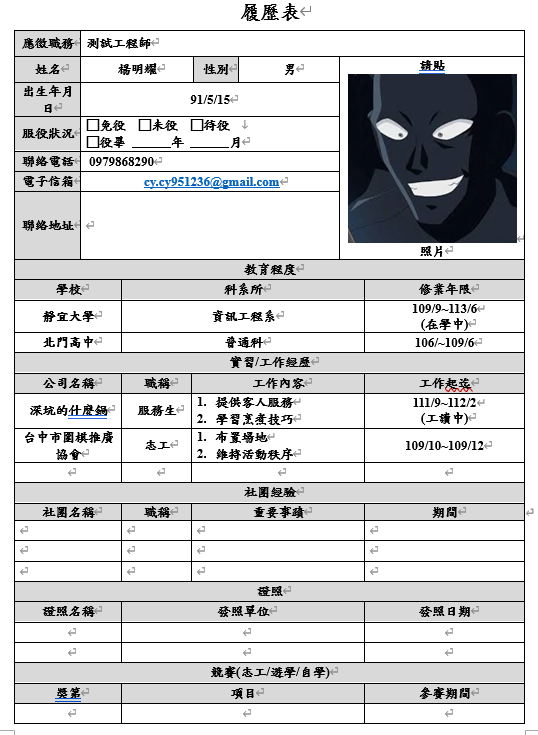 履歷表
應徵職務 測試工程師
姓名 楊明耀 性別 男 請貼
出生年月日 91/5/15
服役狀況 □免役 □未役 □待役
□役畢 ______年 ______月
聯絡電話 0979868290
電子信箱 cy.cy951236@gmail.com
聯絡地址
照片
教育程度
學校 科系所 修業年限
靜宜大學 資訊工程系 109/9~113/6
(在學中)
北門高中 普通科 106/~109/6
實習/工作經歷
公司名稱 職稱 工作內容 工作起迄
深坑的什麼鍋 服務生 1. 提供客人服務
2. 學習烹煮技巧
111/9~112/2
(工讀中)
台中市圍棋推廣協會 志工 1. 布置場地
2. 維持活動秩序
109/10~109/12
社團經驗
社團名稱 職稱 重要事蹟 期間
證照
證照名稱 發照單位 發照日期
競賽(志工/遊學/自學)
獎第 項目 參賽期間